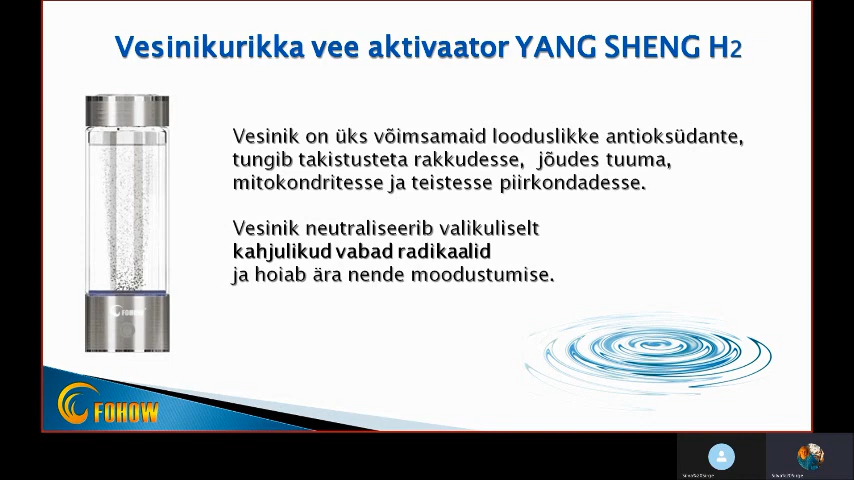 Vesinikurikka vee aktivaator YANG SHENG H2
Vesinik on üks võimsamaid looduslikke antioksüdante,
tungib takistusteta rakkudesse, jõudes tuuma,
mitokondritesse ja teistesse piirkondadesse.
Vesinik neutraliseerib valikuliselt
kahjulikud vabad radikaalid
ja hoiab ära nende moodustumise.
FOHOW
FOHOW